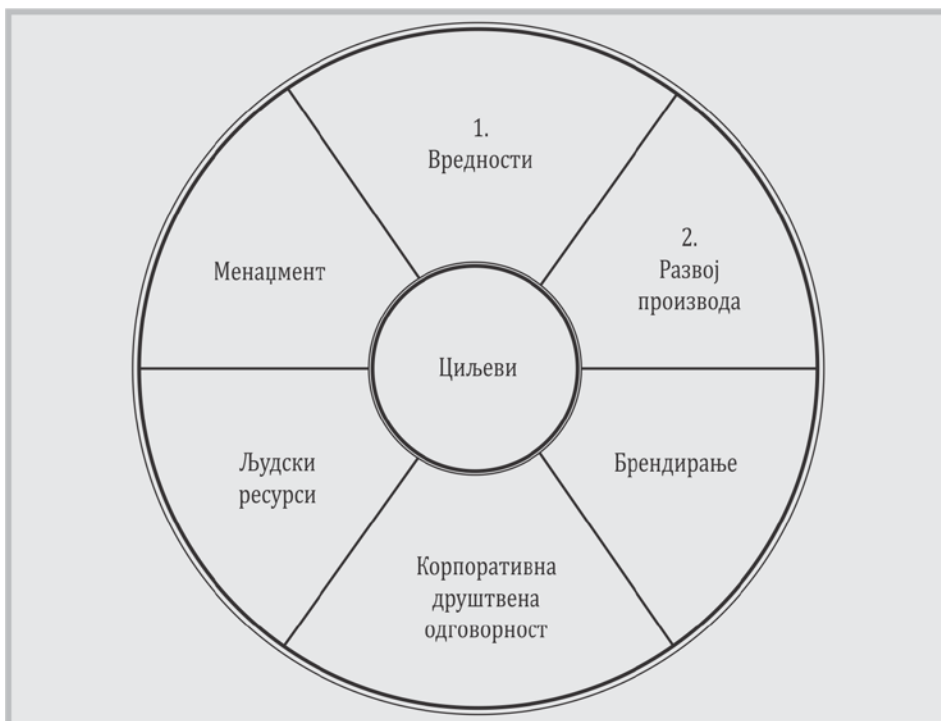 1.
Вредности
2.
Развој
производа
Брендирање
Корпоративна
друштвена
одговорност
Људски
ресурси
Менаџмент
Циљеви